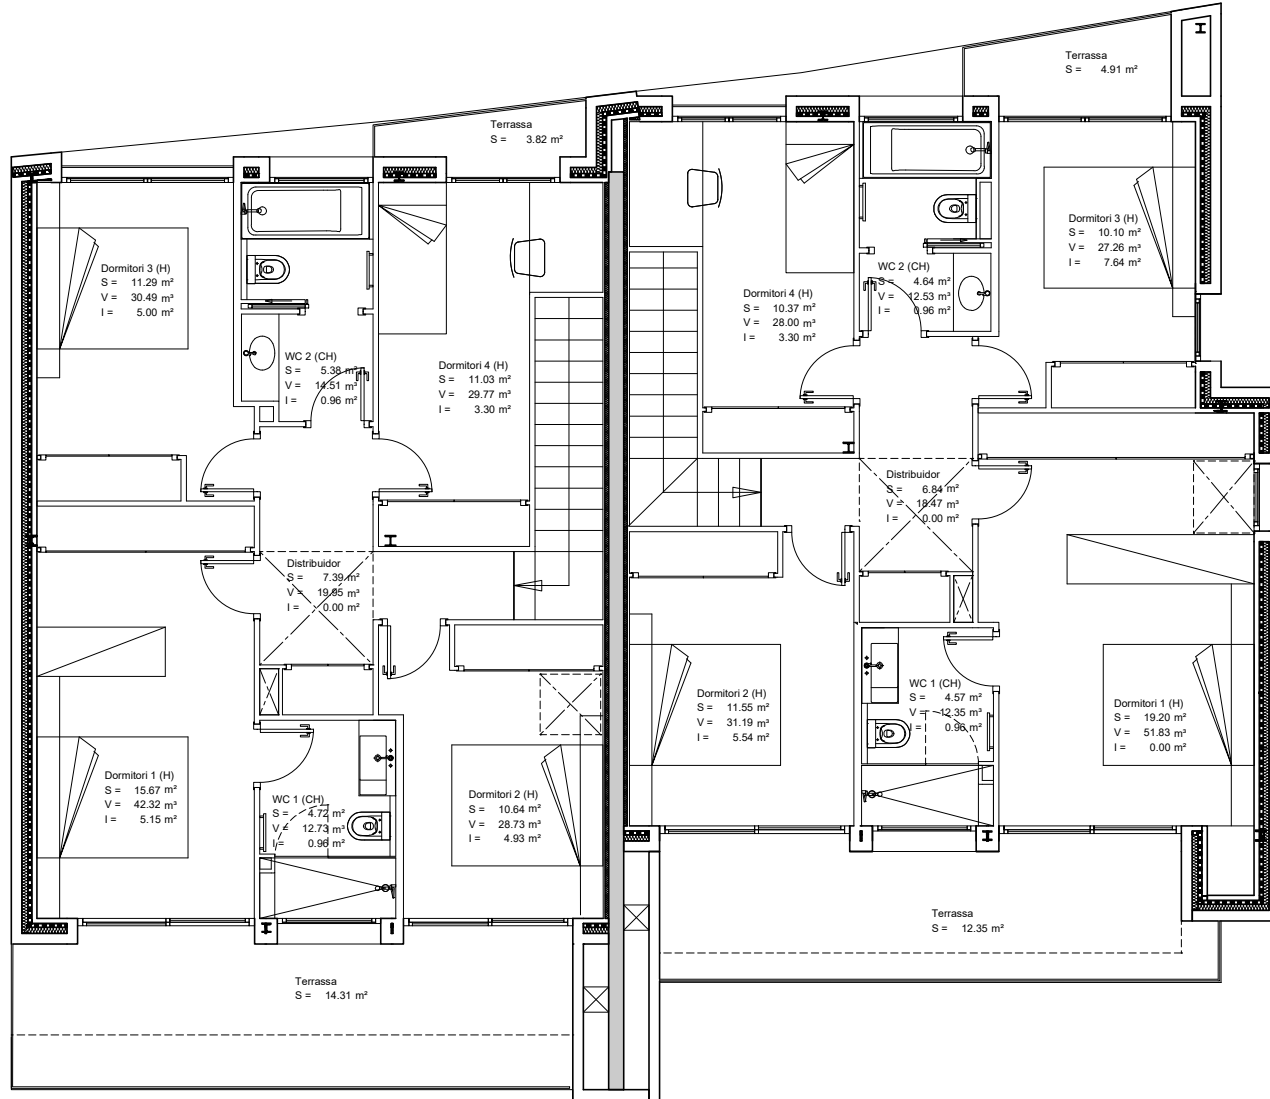 Terrassa
S = 4.91 m²
Terrassa
S = 3.82 m²
Dormitori 3 (H)
S = 10.10 m²
V = 27.26 m³
I = 7.64 m²
Dormitori 3 (H)
S = 11.29 m²
V = 30.49 m³
I = 5.00 m²
WC 2 (CH)
S = 4.64 m²
V = 12.53 m³
I = 0.96 m²
Dormitori 4 (H)
S = 10.37 m²
V = 28.00 m³
I = 3.30 m²
WC 2 (CH)
S = 5.38 m²
V = 14.51 m³
I = 0.96 m²
Dormitori 4 (H)
S = 11.03 m²
V = 29.77 m³
I = 3.30 m²
Distribuidor
S = 6.84 m²
V = 18.47 m³
I = 0.00 m²
Distribuidor
S = 7.39 m²
V = 19.95 m³
I = 0.00 m²
WC 1 (CH)
S = 4.57 m²
V = 12.35 m³
I = 0.96 m²
Dormitori 2 (H)
S = 11.55 m²
V = 31.19 m³
I = 5.54 m²
Dormitori 1 (H)
S = 19.20 m²
V = 51.83 m³
I = 0.00 m²
Dormitori 1 (H)
S = 15.67 m²
V = 42.32 m³
I = 5.15 m²
WC 1 (CH)
S = 4.72 m²
V = 12.73 m³
I = 0.96 m²
Dormitori 2 (H)
S = 10.64 m²
V = 28.73 m³
I = 4.93 m²
Terrassa
S = 12.35 m²
Terrassa
S = 14.31 m²